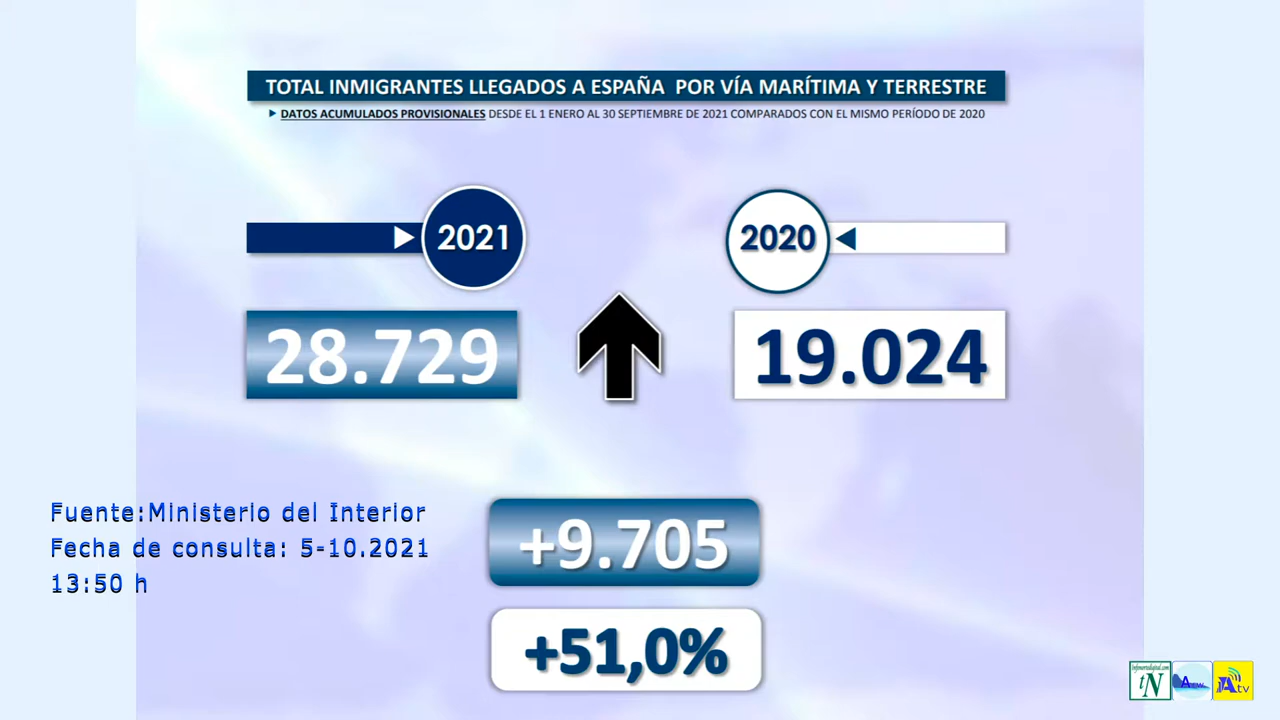 TOTAL INMIGRANTES LLEGADOS A ESPAÑA POR VÍA MARÍTIMA Y TERRESTRE
DATOS ACUMULADOS PROVISIONALES DESDE EL 1 ENERO AL 30 SEPTIEMBRE DE 2021 COMPARADOS CON EL MISMO PERÍODO DE 2020
2021
2020
28.729
19.024
Fuente:Ministerio del Interior
Fecha de consulta: 5-10.2021
13:50 h
+9.705
+51,0%
infonortedigital.com
tN
Atv